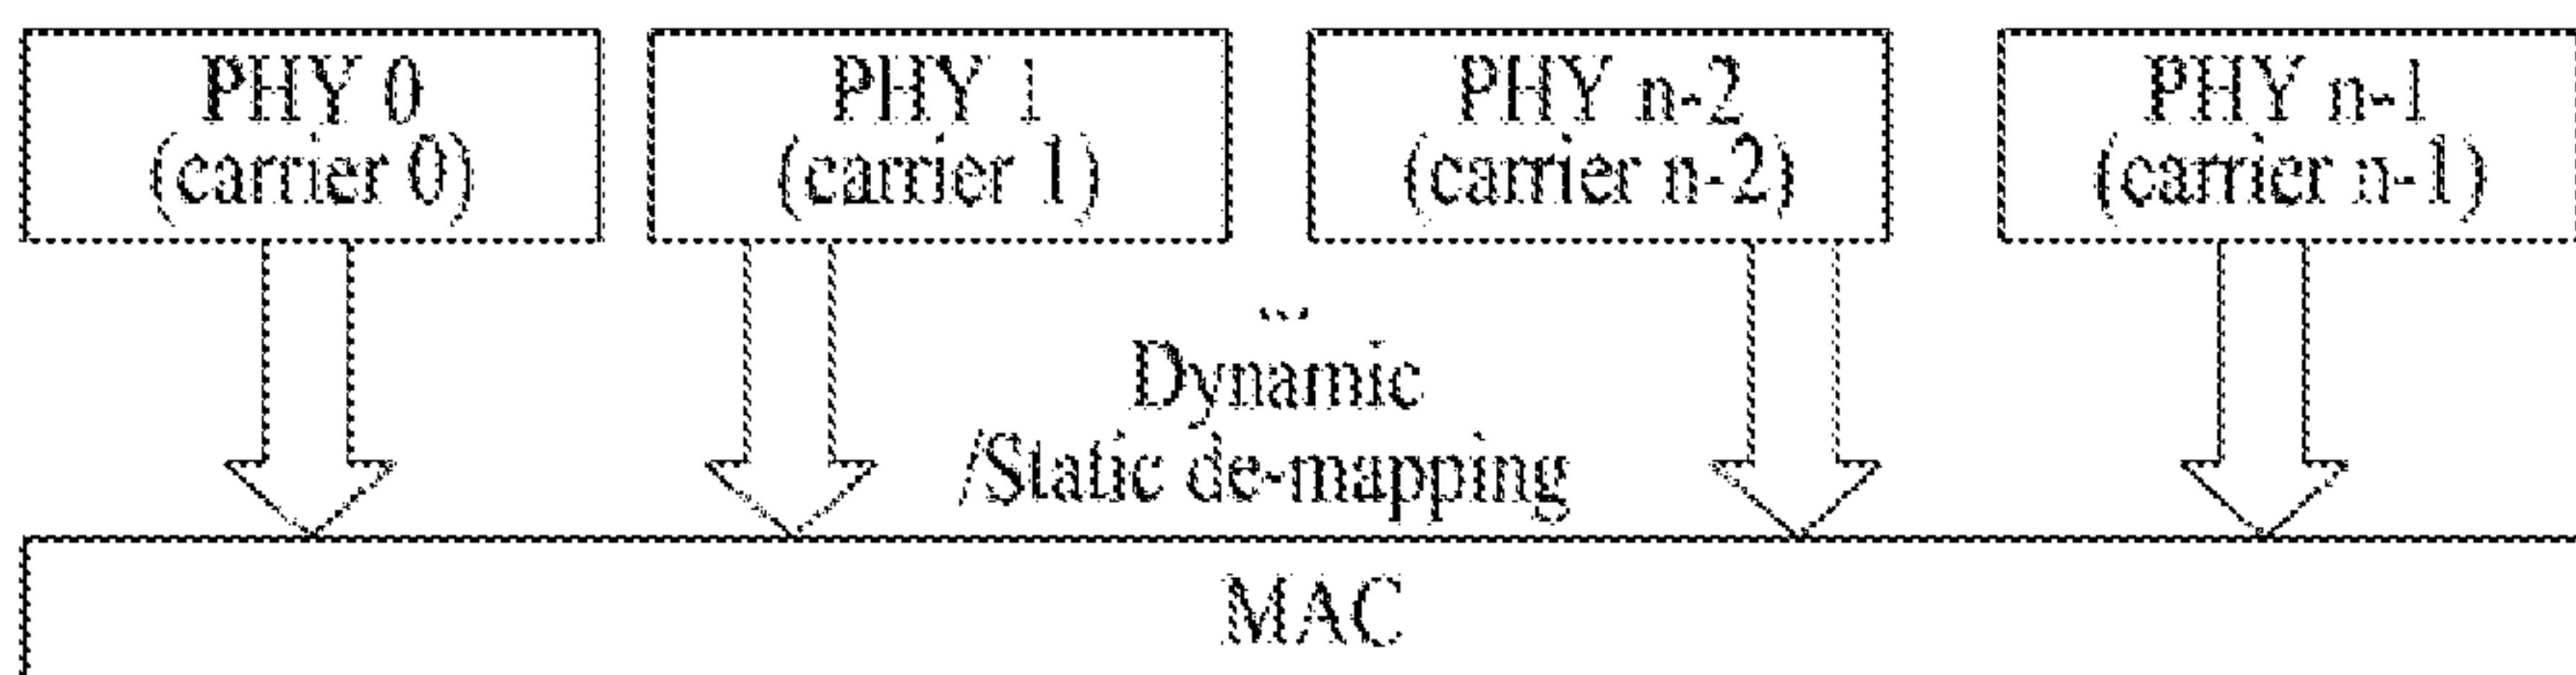 PHY 0
(carrier 0)
PHY 1
(carrier 1)
PHY n-2
(carrier n-2)
PHY n-1
(carrier n-1)
...
Dynamic
/Static de-mapping
MAC